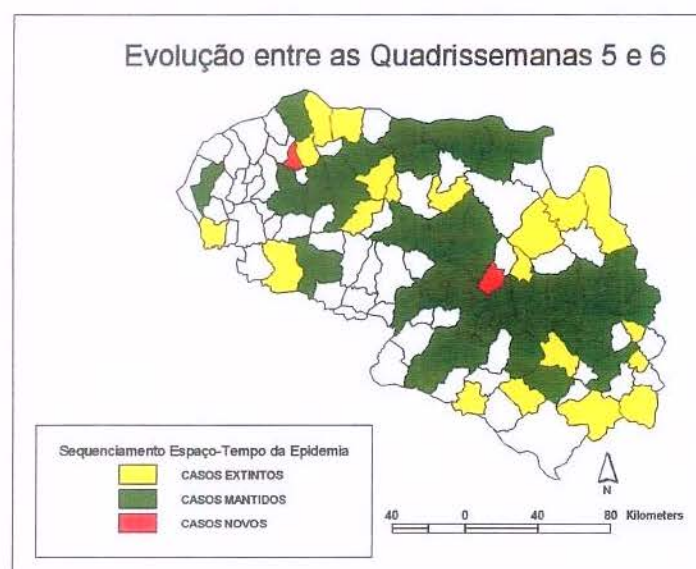 Evolução entre as Quadrissemanas 5 e 6
Sequenciamento Espaço-Tempo da Epidemia
CASOS EXTINTOS
CASOS MANTIDOS
CASOS NOVOS
N
40 0 40 80 Kilometers